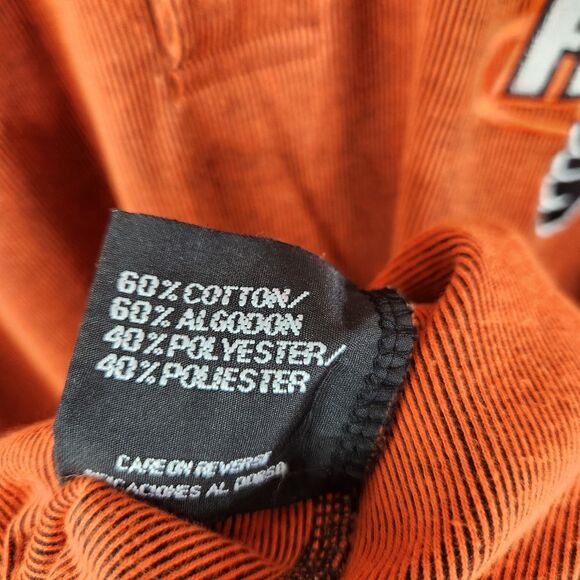 60% COTTON/
60% ALGODON
40% POLYESTER/
40% POLIESTER
CARE ON REVERSE
AL DORSO